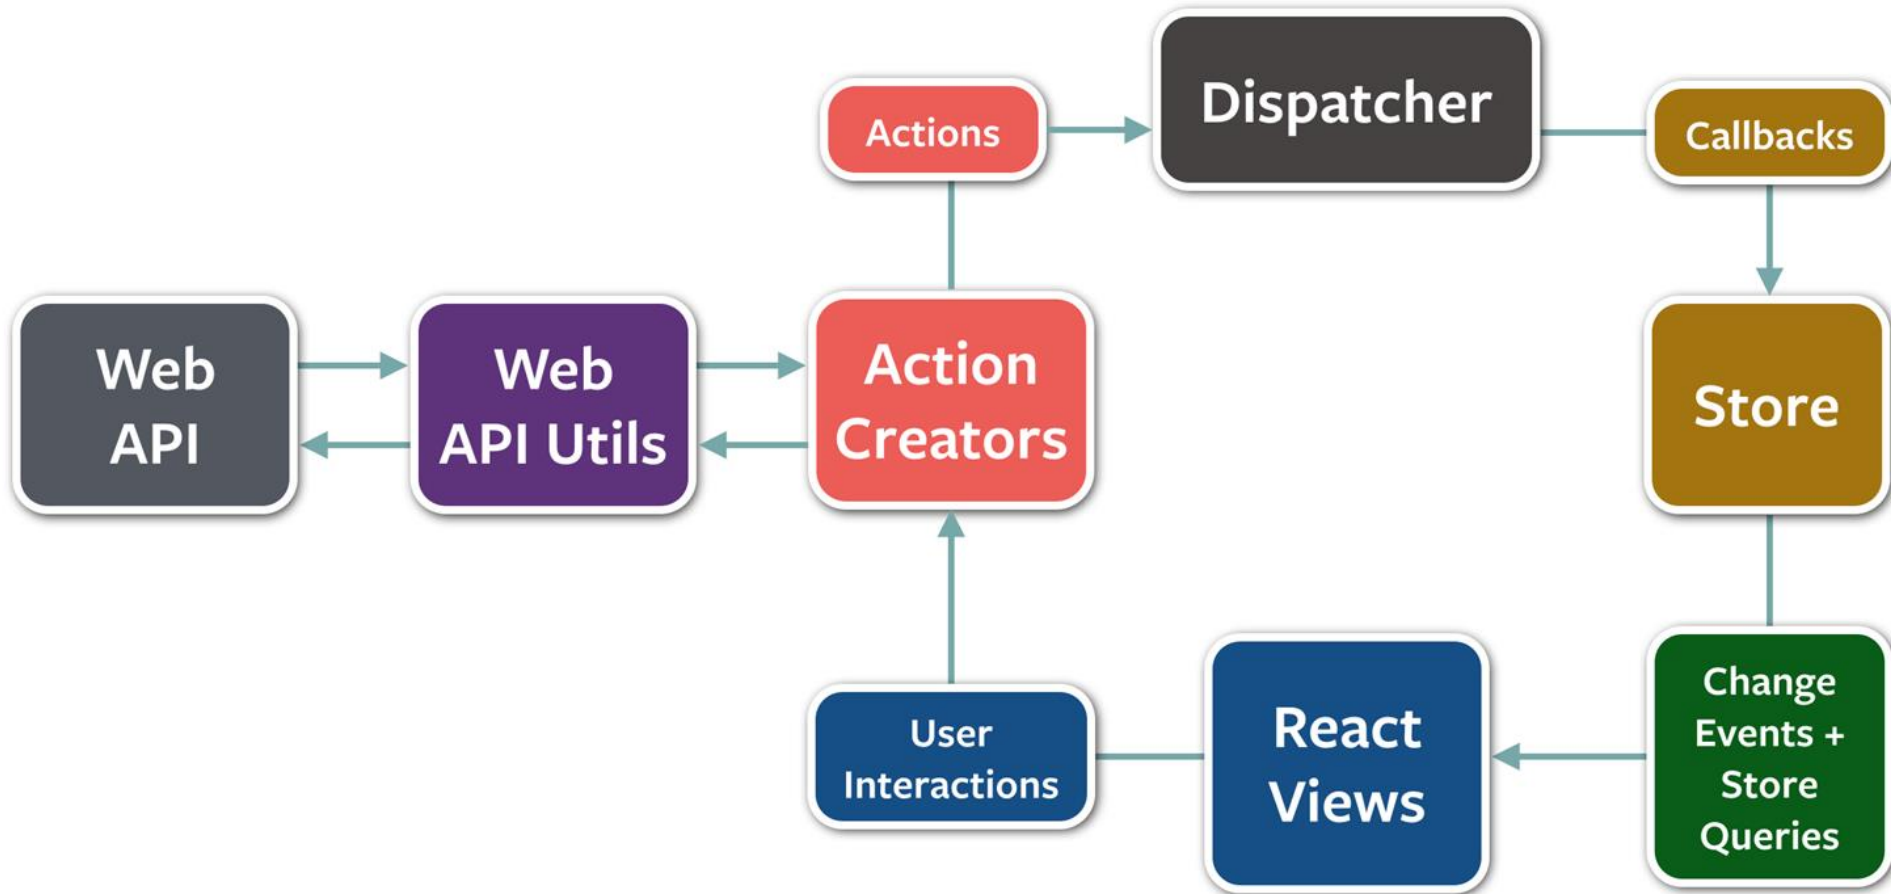 Dispatcher
Actions
Callbacks
Web
API
Web
API Utils
Action
Creators
Store
User
Interactions
React
Views
Change
Events +
Store
Queries